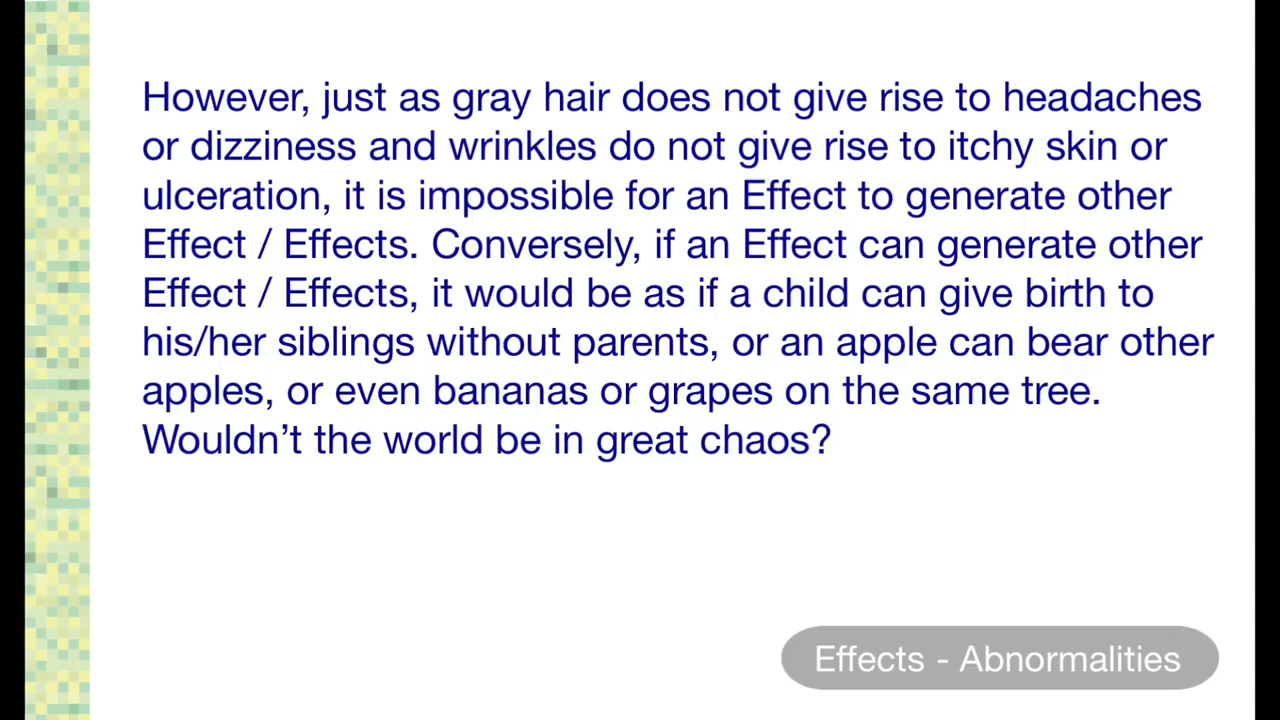 However, just as gray hair does not give rise to headaches
or dizziness and wrinkles do not give rise to itchy skin or
ulceration, it is impossible for an Effect to generate other
Effect / Effects. Conversely, if an Effect can generate other
Effect / Effects, it would be as if a child can give birth to
his/her siblings without parents, or an apple can bear other
apples, or even bananas or grapes on the same tree.
Wouldn’t the world be in great chaos?
Effects - Abnormalities